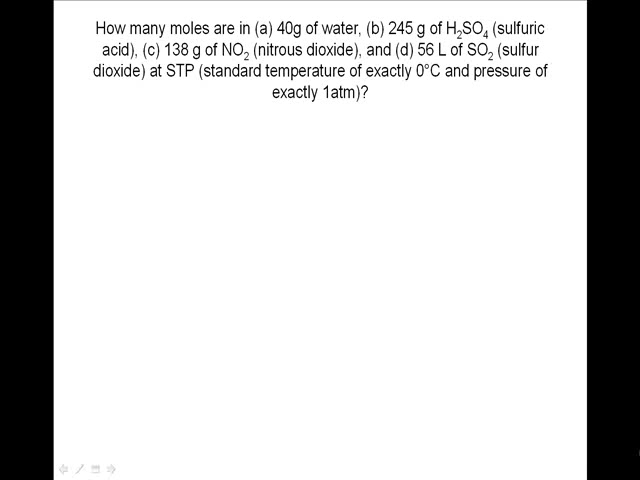 How many moles are in (a) 40g of water, (b) 245 g of H₂SO₄ (sulfuric
acid), (c) 138 g of NO₂ (nitrous dioxide), and (d) 56 L of SO₂ (sulfur
dioxide) at STP (standard temperature of exactly 0°C and pressure of
exactly 1atm)?